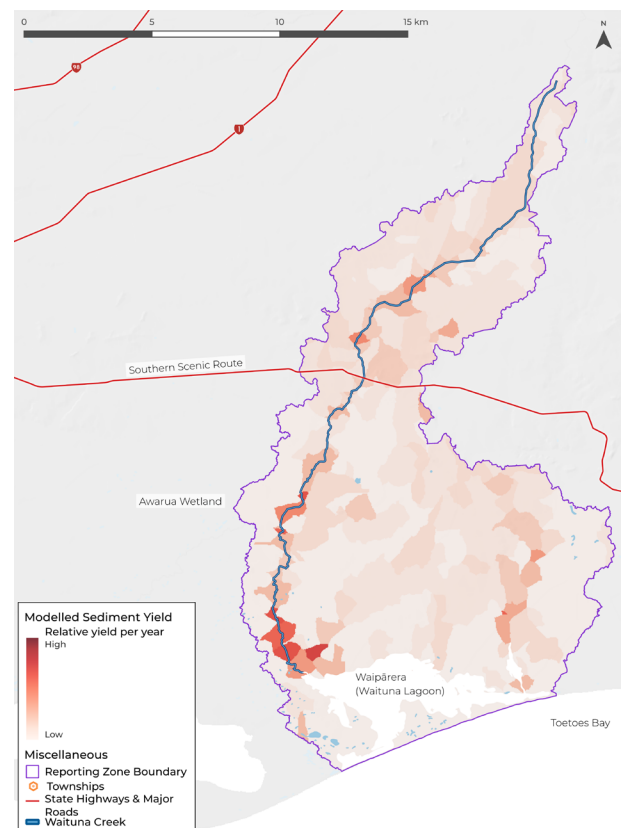 0 5 10 15 km
N
98
1
Southern Scenic Route
Awarua Wetland
Waipārera
(Waituna Lagoon)
Toetoes Bay
Modelled Sediment Yield
Relative yield per year
High
Low
Miscellaneous
Reporting Zone Boundary
Townships
State Highways & Major
Roads
Waituna Creek